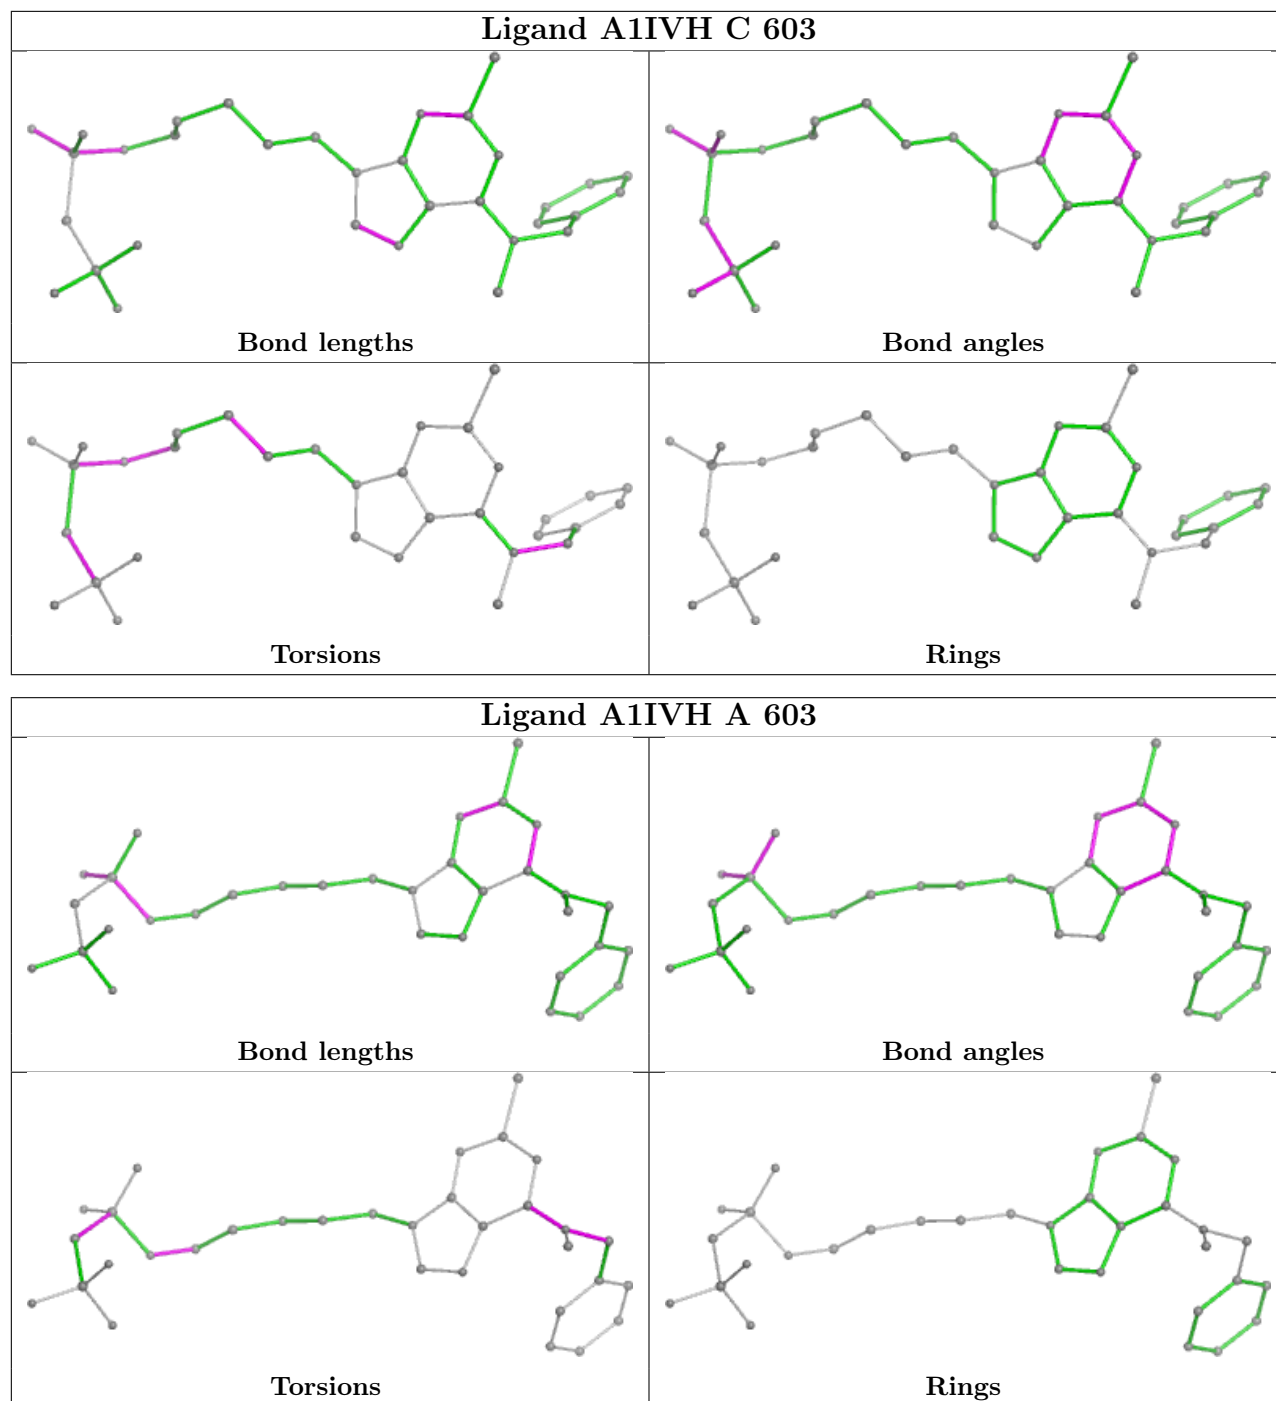 Ligand A1IVH C 603
Bond lengths
Bond angles
Torsions
Rings
Ligand A1IVH A 603
Bond lengths
Bond angles
Torsions
Rings